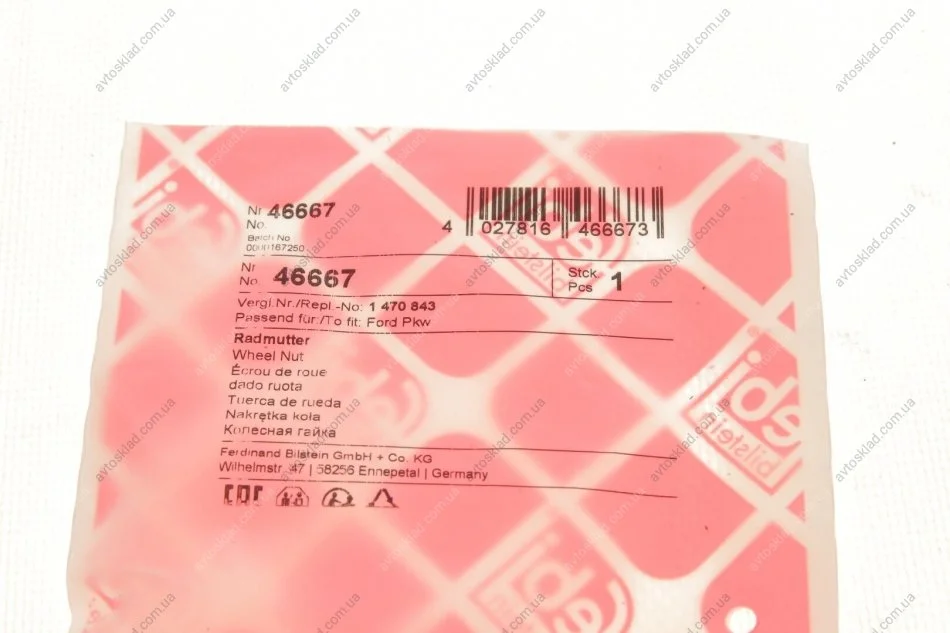 Nr 46667
No.
Batch No
0000167250
4 027816 466673
Nr
No. 46667
Stck.
Pcs 1
Vergl.Nr./Repl.-No: 1 470 843
Passend für:/To fit: Ford Pkw
Radmutter
Wheel Nut
Écrou de roue
dado ruota
Tuerca de rueda
Nakrętka koła
Колесная гайка
Ferdinand Bilstein GmbH + Co. KG
Wilhelmstr. 47 | 58256 Ennepetal | Germany
EAC
febi
bilstein
avtosklad.com.ua